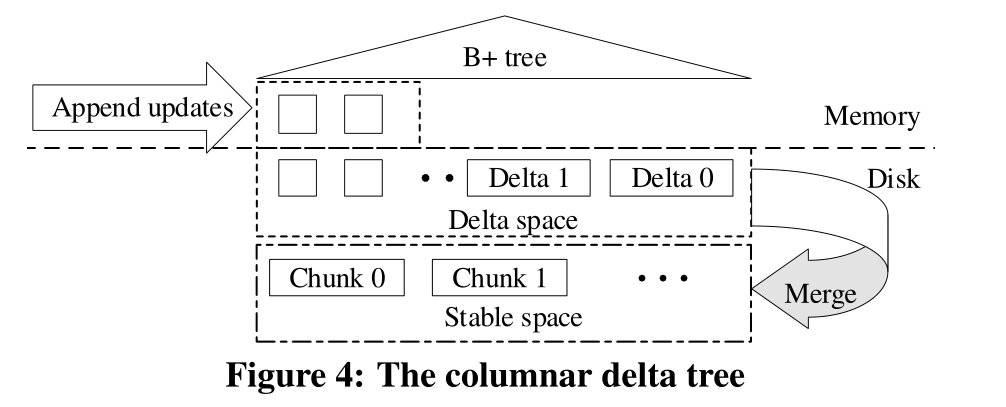 B+ tree
Append updates
Memory
Disk
Delta 1
Delta 0
Delta space
Chunk 0
Chunk 1
Merge
Stable space
Figure 4: The columnar delta tree